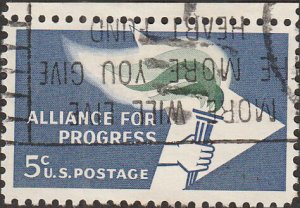 ALLIANCE FOR
PROGRESS
5c
U.S. POSTAGE
MORE WILL LIVE
E MORE YOU GIVE
HEART FUND